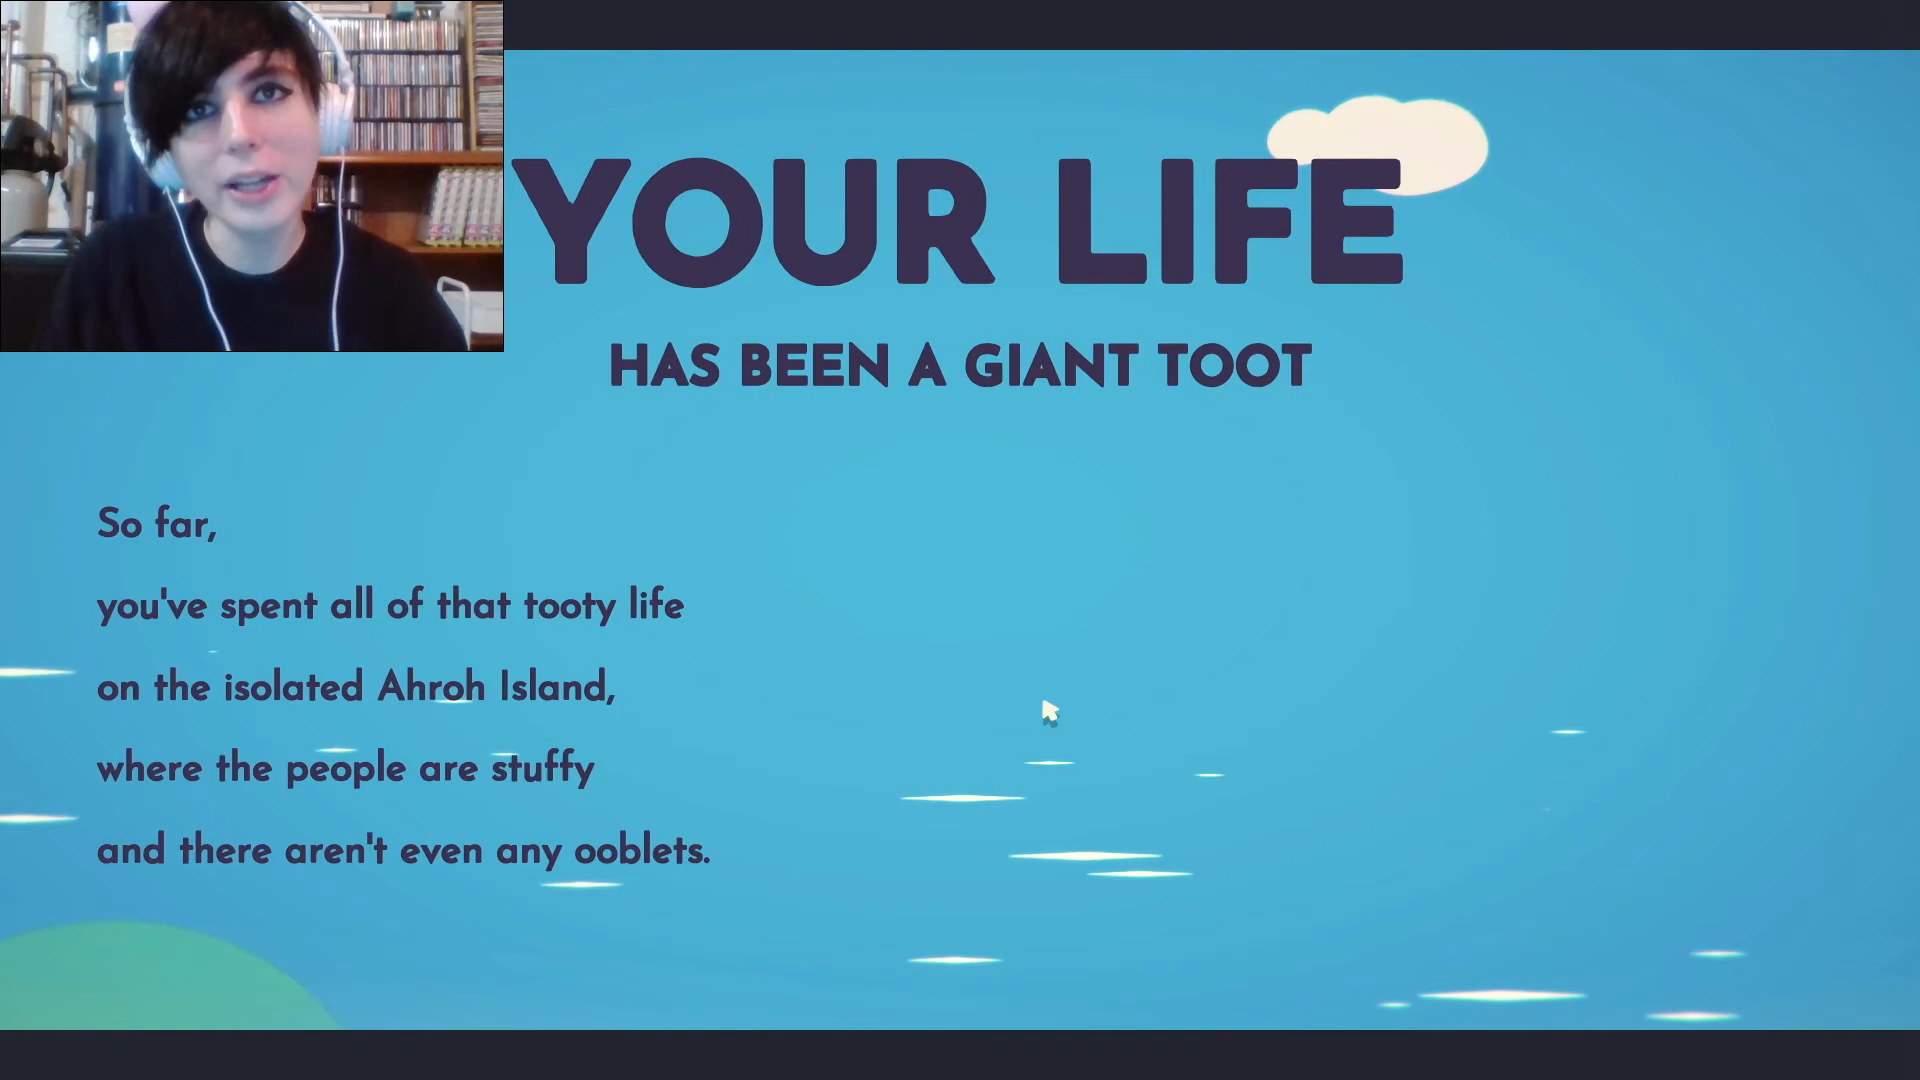 YOUR LIFE
HAS BEEN A GIANT TOOT
So far,
you've spent all of that tooty life
on the isolated Ahroh Island,
where the people are stuffy
and there aren't even any ooblets.